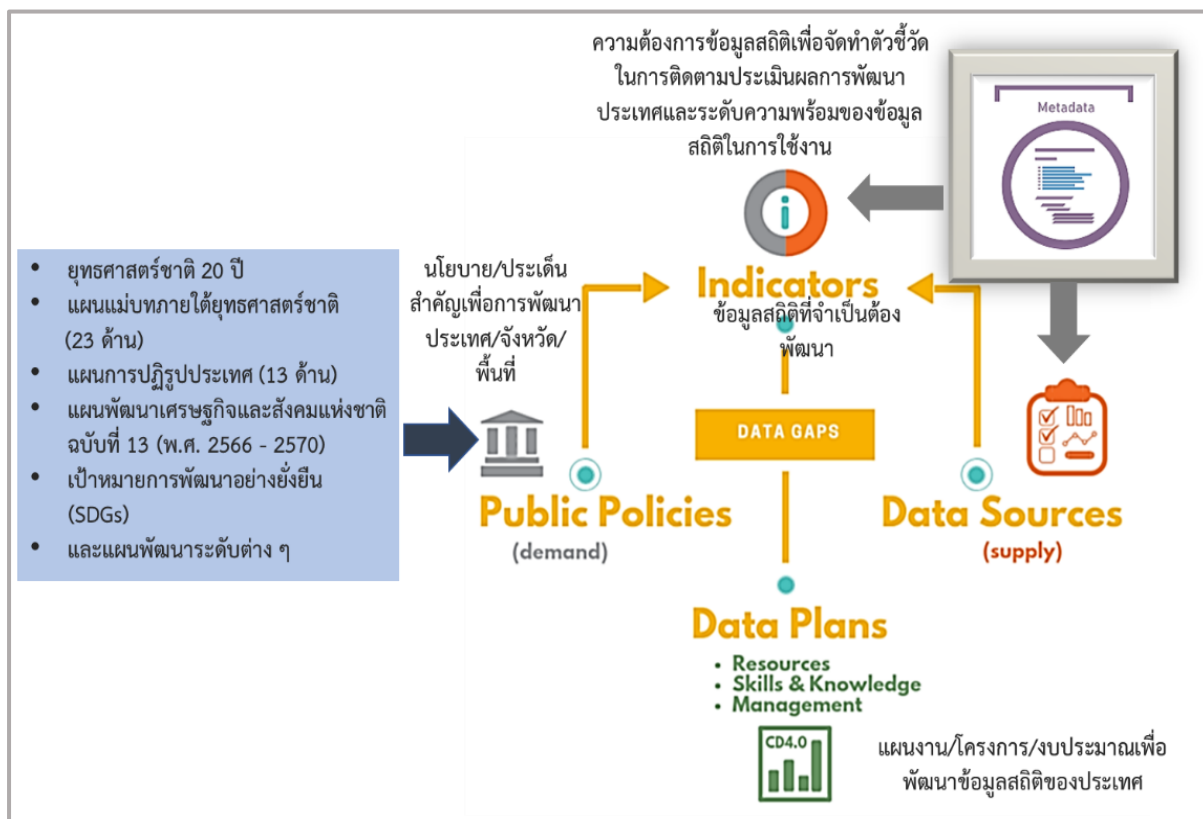 ความต้องการข้อมูลสถิติเพื่อจัดทำตัวชี้วัด
ในการติดตามประเมินผลการพัฒนา
ประเทศและระดับความพร้อมของข้อมูล
สถิติในการใช้งาน
Metadata
• ยุทธศาสตร์ชาติ 20 ปี
• แผนแม่บทภายใต้ยุทธศาสตร์ชาติ
(23 ด้าน)
• แผนการปฏิรูปประเทศ (13 ด้าน)
• แผนพัฒนาเศรษฐกิจและสังคมแห่งชาติ
ฉบับที่ 13 (พ.ศ. 2566 - 2570)
• เป้าหมายการพัฒนาอย่างยั่งยืน
(SDGs)
• และแผนพัฒนาระดับต่าง ๆ
นโยบาย/ประเด็น
สำคัญเพื่อการพัฒนา
ประเทศ/จังหวัด/
พื้นที่
i
Indicators
ข้อมูลสถิติที่จำเป็นต้อง
พัฒนา
DATA GAPS
Public Policies
(demand)
Data Sources
(supply)
Data Plans
• Resources
• Skills & Knowledge
• Management
CD4.0
แผนงาน/โครงการ/งบประมาณเพื่อ
พัฒนาข้อมูลสถิติของประเทศ